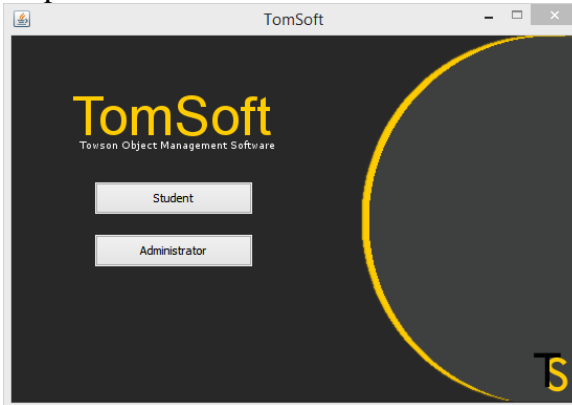 TomSoft
TomSoft
Towson Object Management Software
Student
Administrator
TS